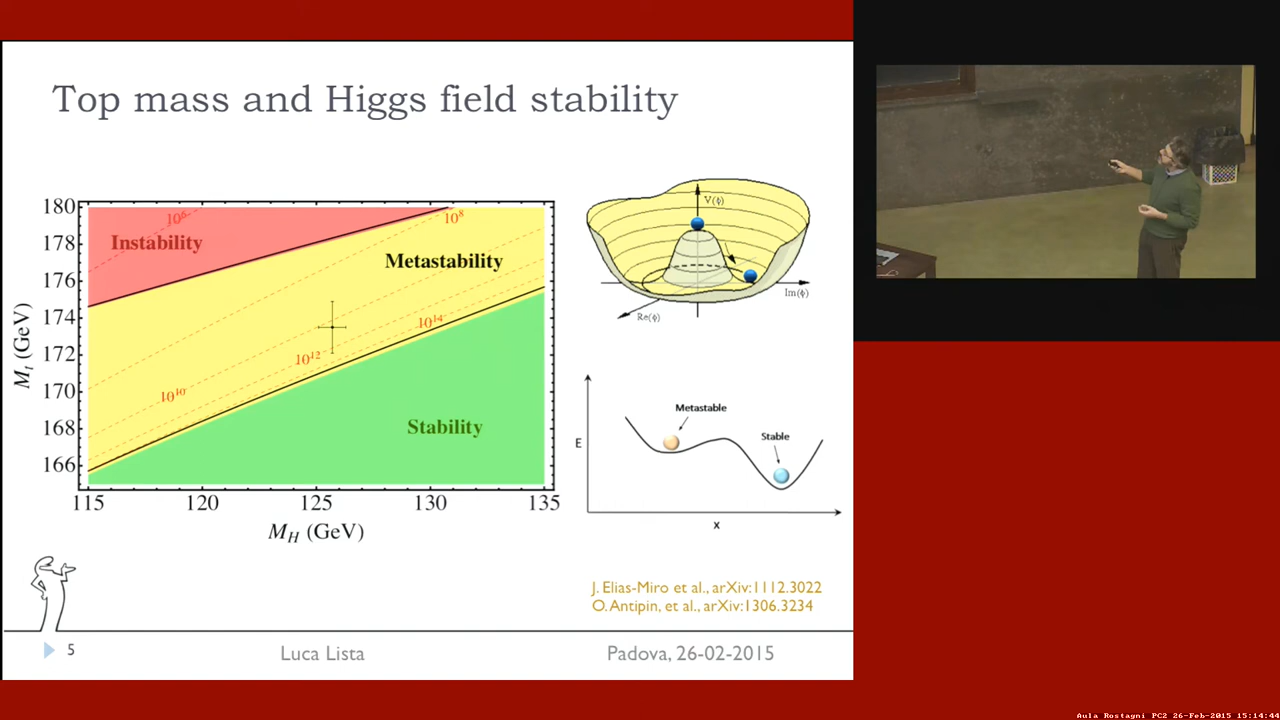 Top mass and Higgs field stability
180
178
176
174
172
170
168
166
M_t (GeV)
10⁶
Instability
10⁸
Metastability
10¹⁴
10¹²
10¹⁰
Stability
115
120
125
130
135
M_H (GeV)
V(ϕ)
Im(ϕ)
Re(ϕ)
Metastable
Stable
E
x
J. Elias-Miro et al., arXiv:1112.3022
O. Antipin, et al., arXiv:1306.3234
5
Luca Lista
Padova, 26-02-2015
Aula Rostagni PC2 26-Feb-2015 15:14:44